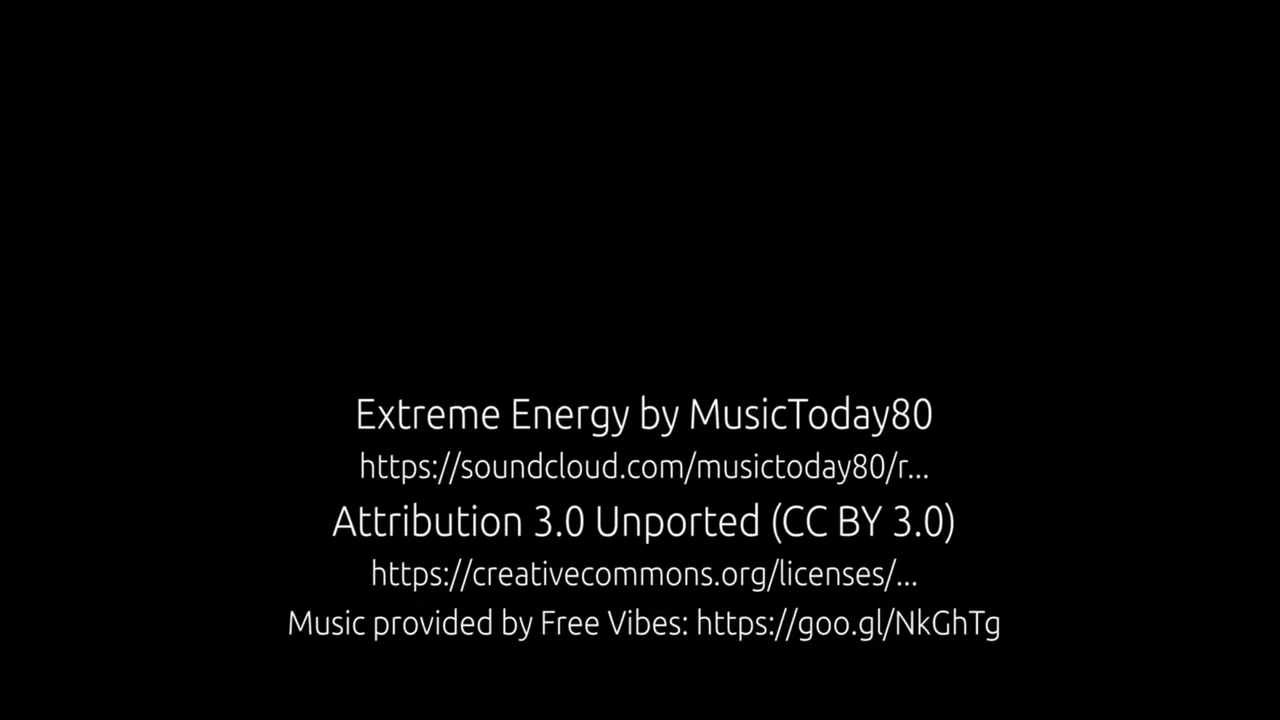 Extreme Energy by MusicToday80
https://soundcloud.com/musictoday80/r...
Attribution 3.0 Unported (CC BY 3.0)
https://creativecommons.org/licenses/...
Music provided by Free Vibes: https://goo.gl/NkGhTg